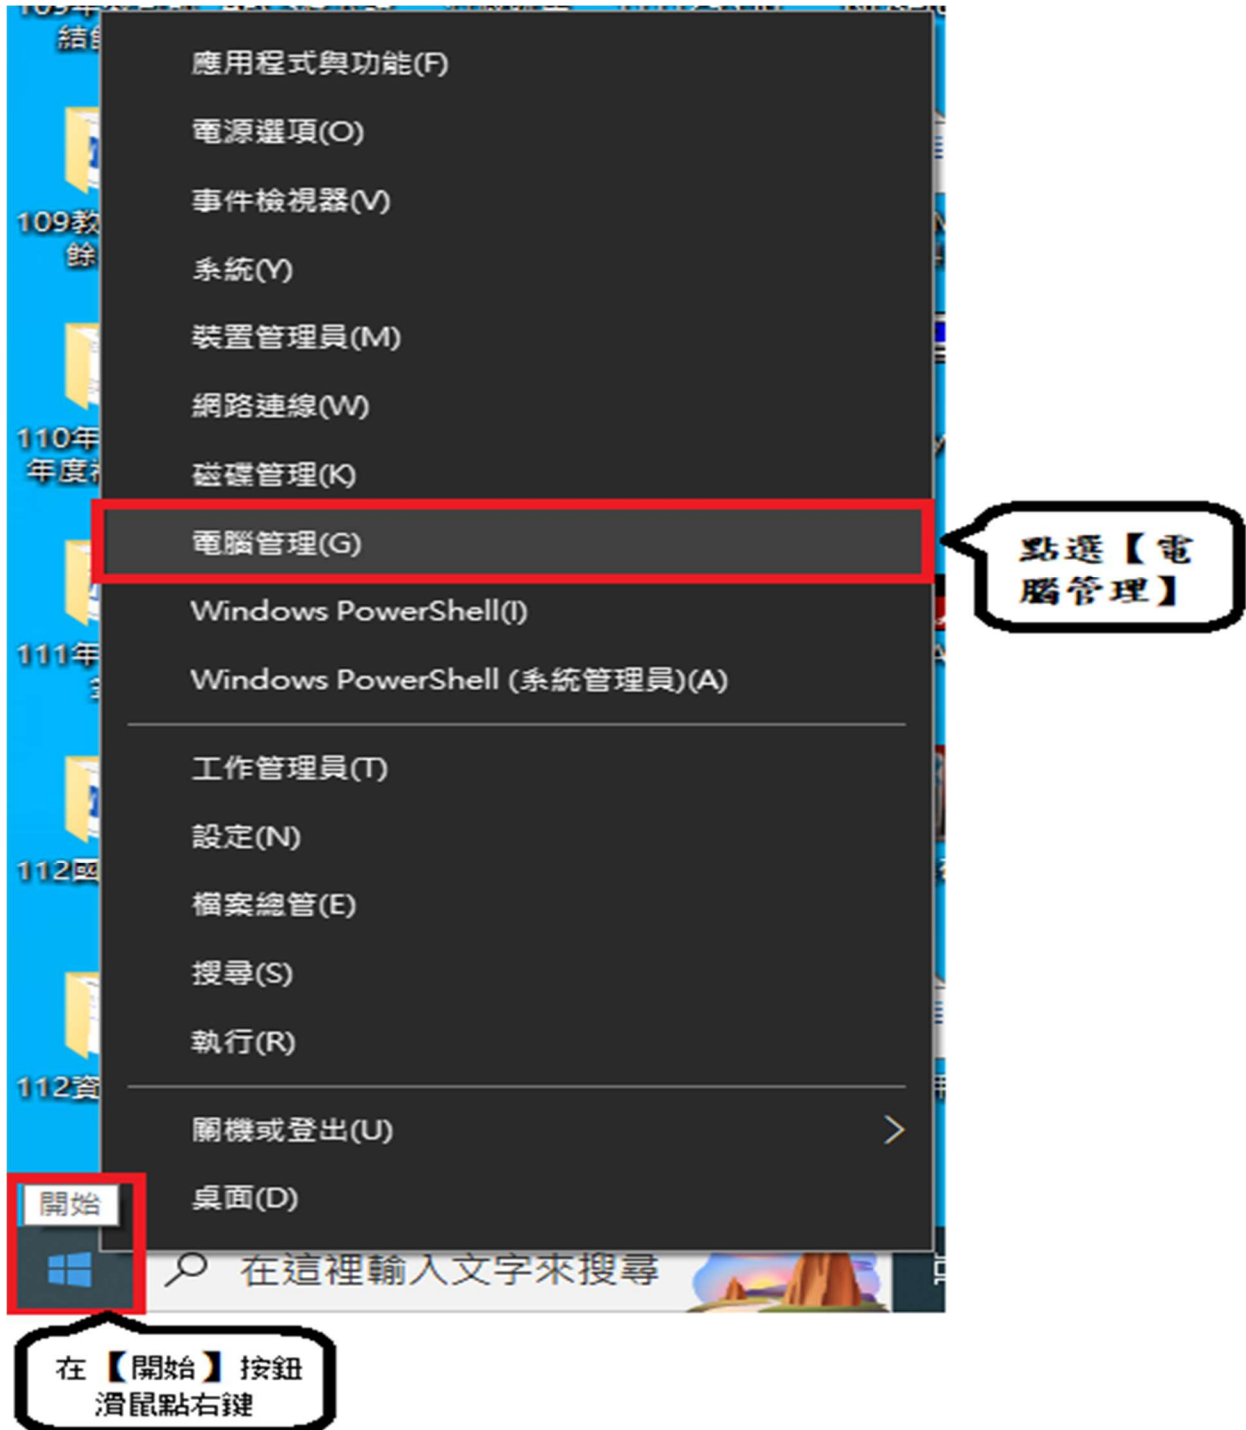 結
應用程式與功能(F)
電源選項(O)
事件檢視器(V)
109教
餘
系統(Y)
裝置管理員(M)
網路連線(W)
110年
年度
磁碟管理(K)
電腦管理(G)
點選【電
腦管理】
Windows PowerShell(I)
111年
Windows PowerShell (系統管理員)(A)
工作管理員(T)
設定(N)
112國
檔案總管(E)
搜尋(S)
執行(R)
112資
關機或登出(U)
桌面(D)
開始
在這裡輸入文字來搜尋
在【開始】按鈕
滑鼠點右鍵